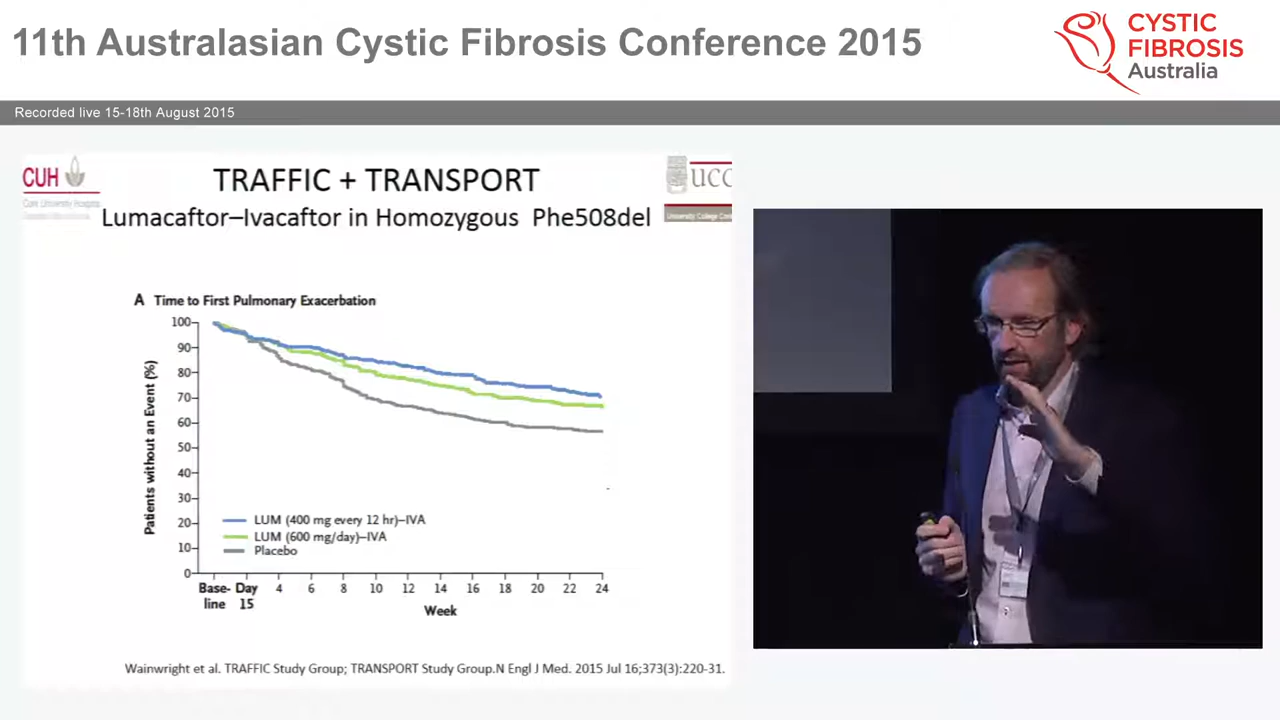 11th Australasian Cystic Fibrosis Conference 2015
CYSTIC
FIBROSIS
Australia
Recorded live 15-18th August 2015
CUH
UCC
TRAFFIC + TRANSPORT
Lumacaftor–Ivacaftor in Homozygous Phe508del
A Time to First Pulmonary Exacerbation
Patients without an Event (%)
100
90
80
70
60
50
40
30
20
10
0
LUM (400 mg every 12 hr)–IVA
LUM (600 mg/day)–IVA
Placebo
Base- Day 4 6 8 10 12 14 16 18 20 22 24
line 15
Week
Wainwright et al. TRAFFIC Study Group; TRANSPORT Study Group.N Engl J Med. 2015 Jul 16;373(3):220-31.